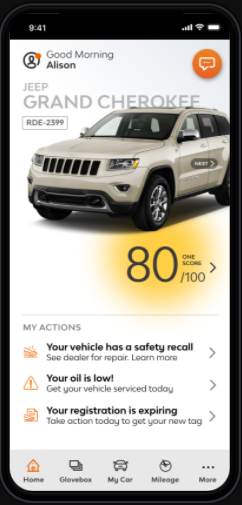 9:41
Good Morning
Alison
JEEP
GRAND CHEROKEE
RDE-2399
NEXT
80 ONE SCORE /100
MY ACTIONS
Your vehicle has a safety recall
See dealer for repair. Learn more
Your oil is low!
Get your vehicle serviced today
Your registration is expiring
Take action today to get your new tag
Home Glovebox My Car Mileage More